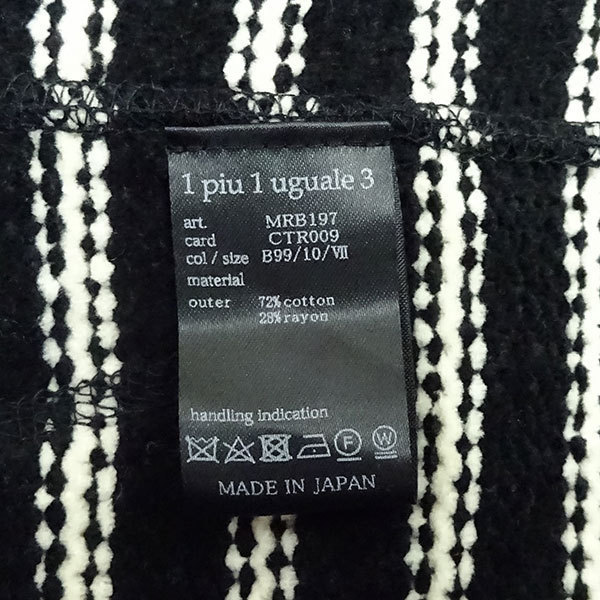 1 piu 1 uguale 3
art. MRB197
card CTR009
col / size B99/10/Ⅶ
material
outer 72%cotton
28%rayon
handling indication
F W
MADE IN JAPAN